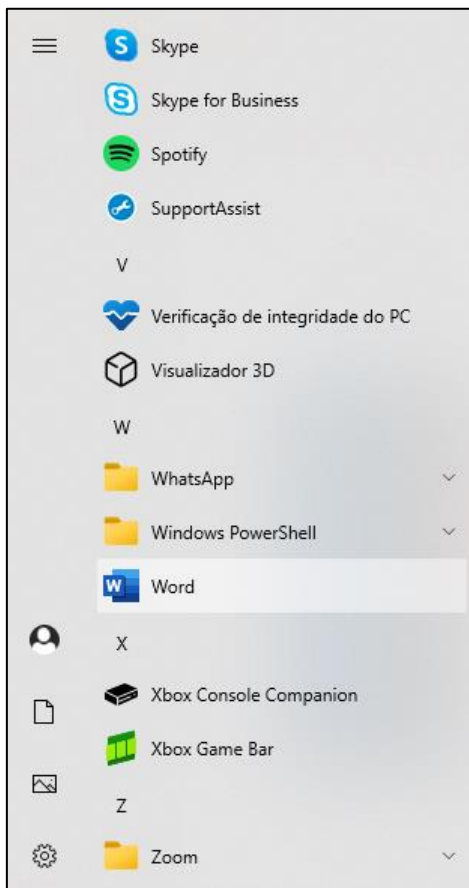 Skype
Skype for Business
Spotify
SupportAssist
V
Verificação de integridade do PC
Visualizador 3D
W
WhatsApp
Windows PowerShell
Word
X
Xbox Console Companion
Xbox Game Bar
Z
Zoom